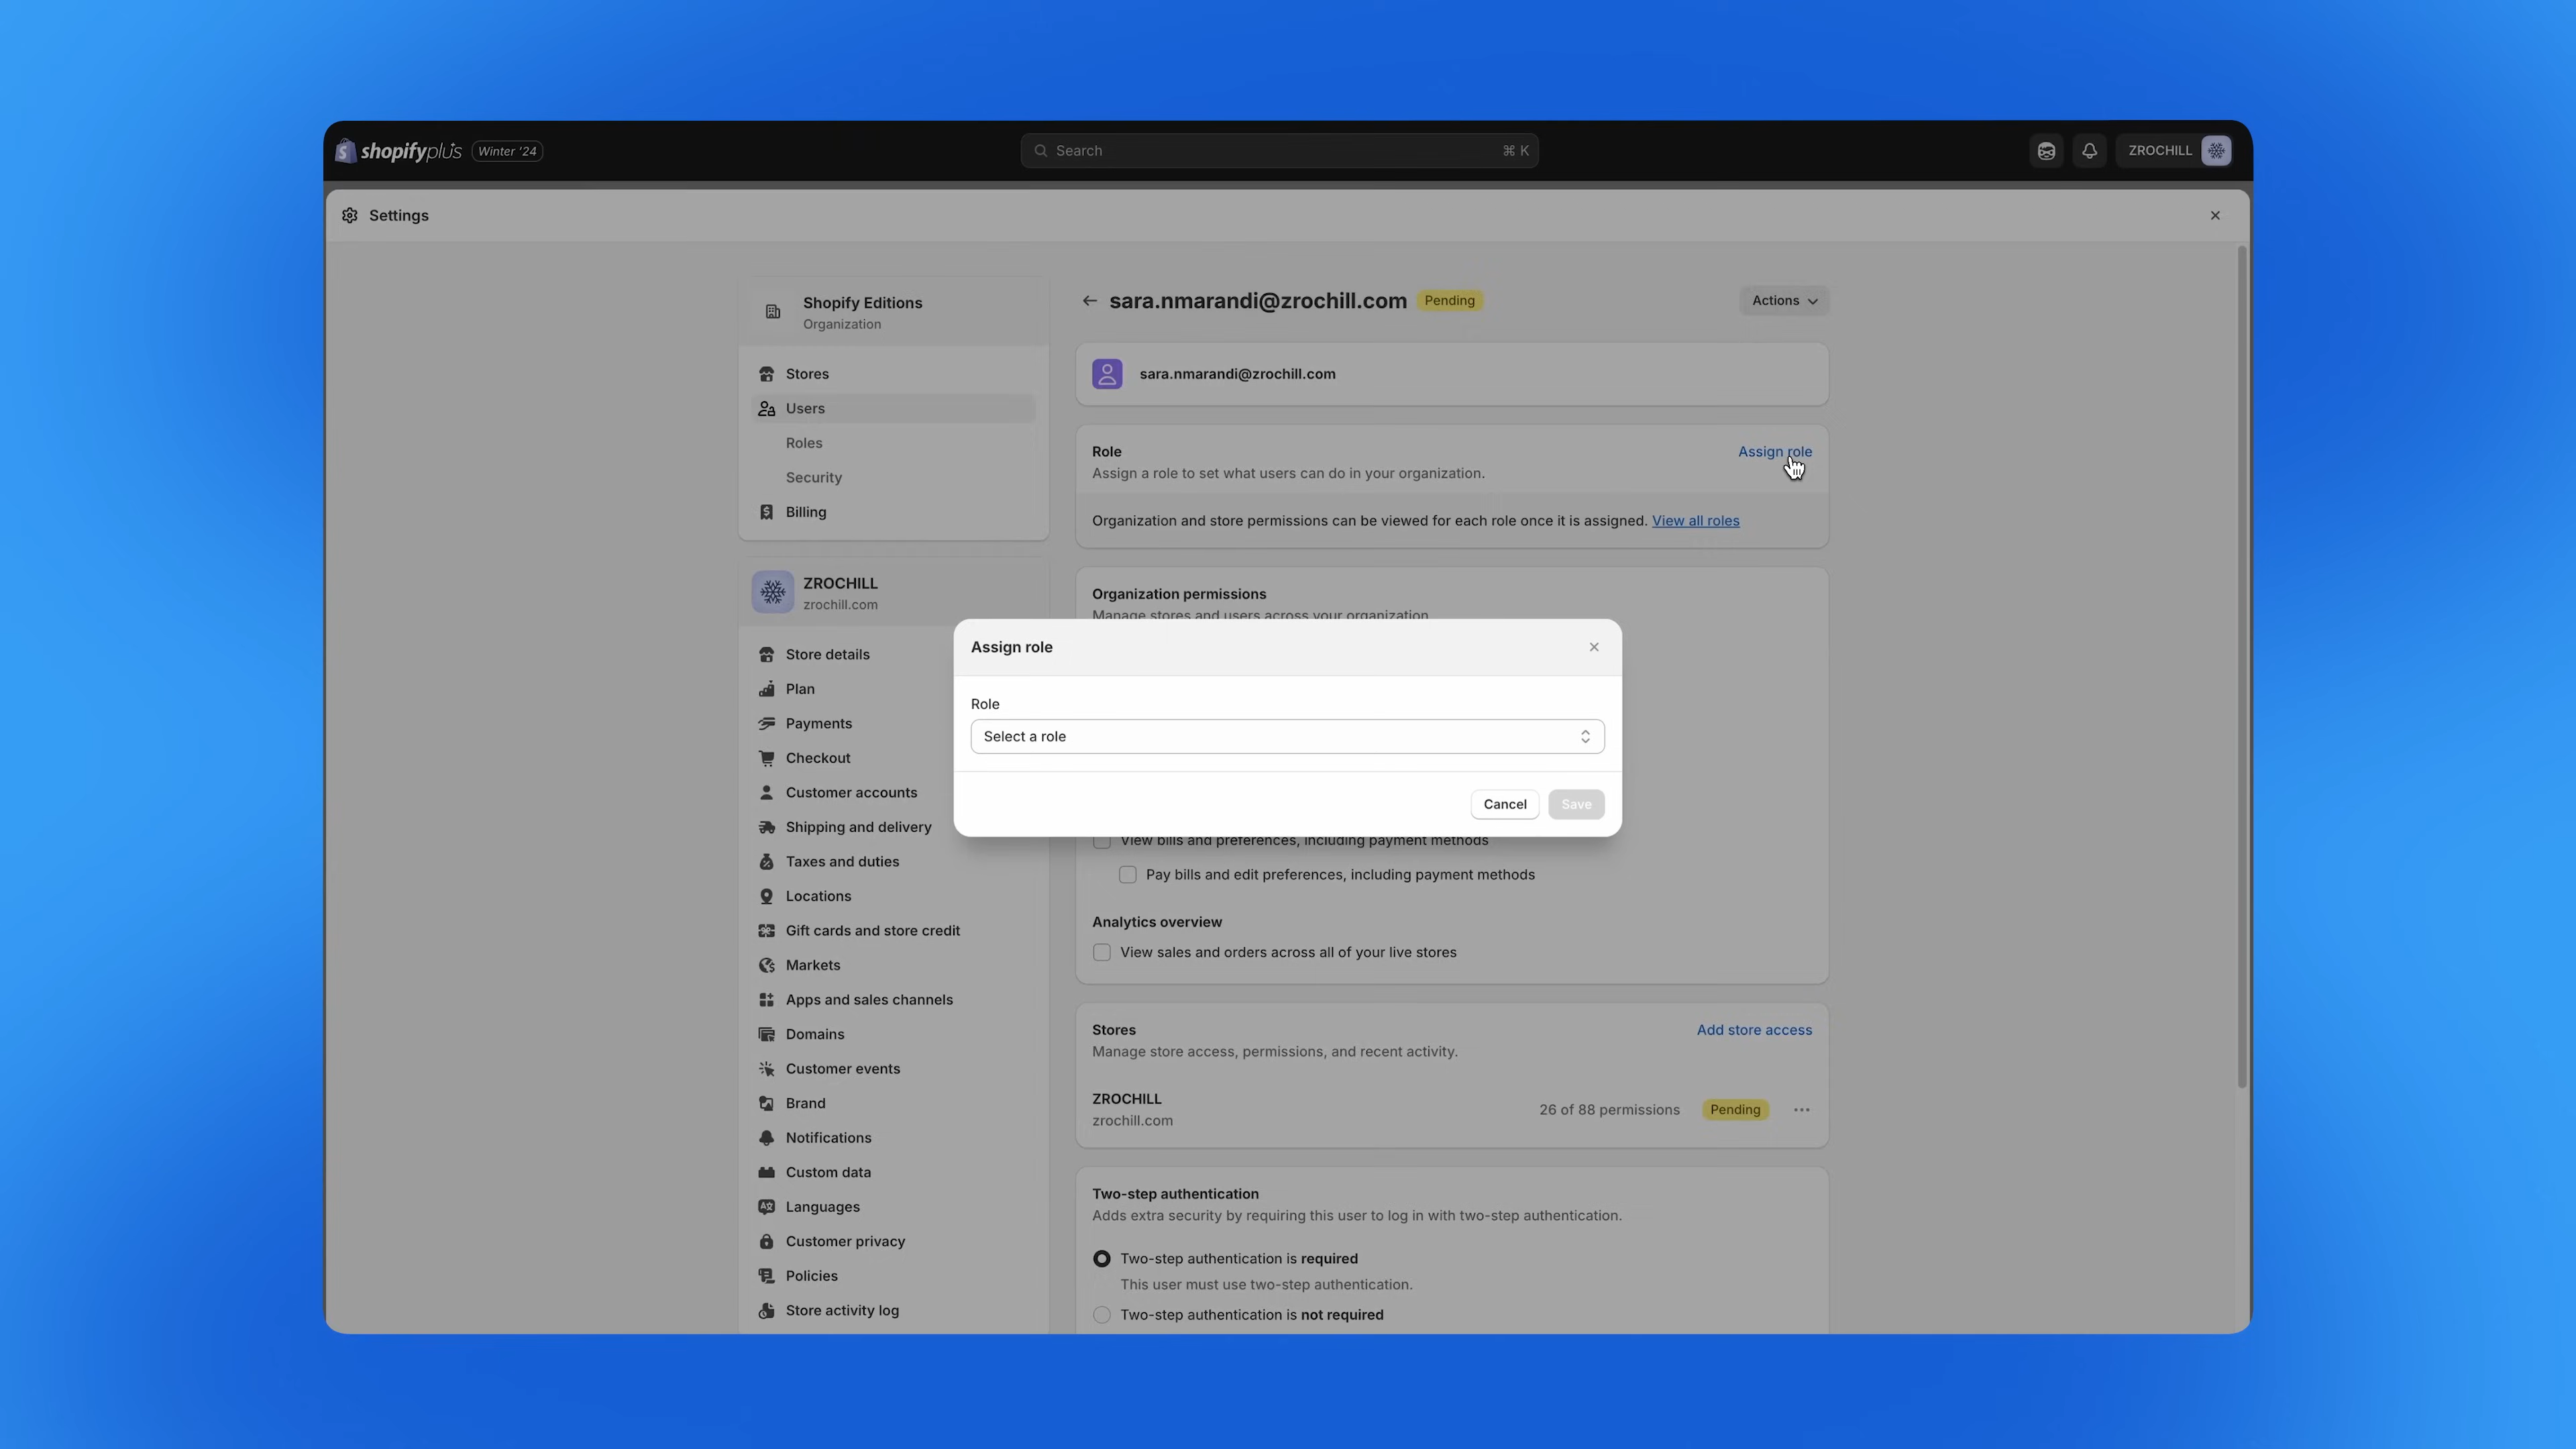 shopifyplus Winter '24
Search ⌘ K
ZROCHILL
Settings
Shopify Editions
Organization
Stores
Users
Roles
Security
Billing
ZROCHILL
zrochill.com
Store details
Plan
Payments
Checkout
Customer accounts
Shipping and delivery
Taxes and duties
Locations
Gift cards and store credit
Markets
Apps and sales channels
Domains
Customer events
Brand
Notifications
Custom data
Languages
Customer privacy
Policies
Store activity log
sara.nmarandi@zrochill.com Pending
Actions
sara.nmarandi@zrochill.com
Role
Assign role
Assign a role to set what users can do in your organization.
Organization and store permissions can be viewed for each role once it is assigned. View all roles
Organization permissions
Manage stores and users across your organization
Assign role
Role
Select a role
Cancel
Save
View bills and preferences, including payment methods
Pay bills and edit preferences, including payment methods
Analytics overview
View sales and orders across all of your live stores
Stores
Add store access
Manage store access, permissions, and recent activity.
ZROCHILL
zrochill.com
26 of 88 permissions
Pending
Two-step authentication
Adds extra security by requiring this user to log in with two-step authentication.
Two-step authentication is required
This user must use two-step authentication.
Two-step authentication is not required